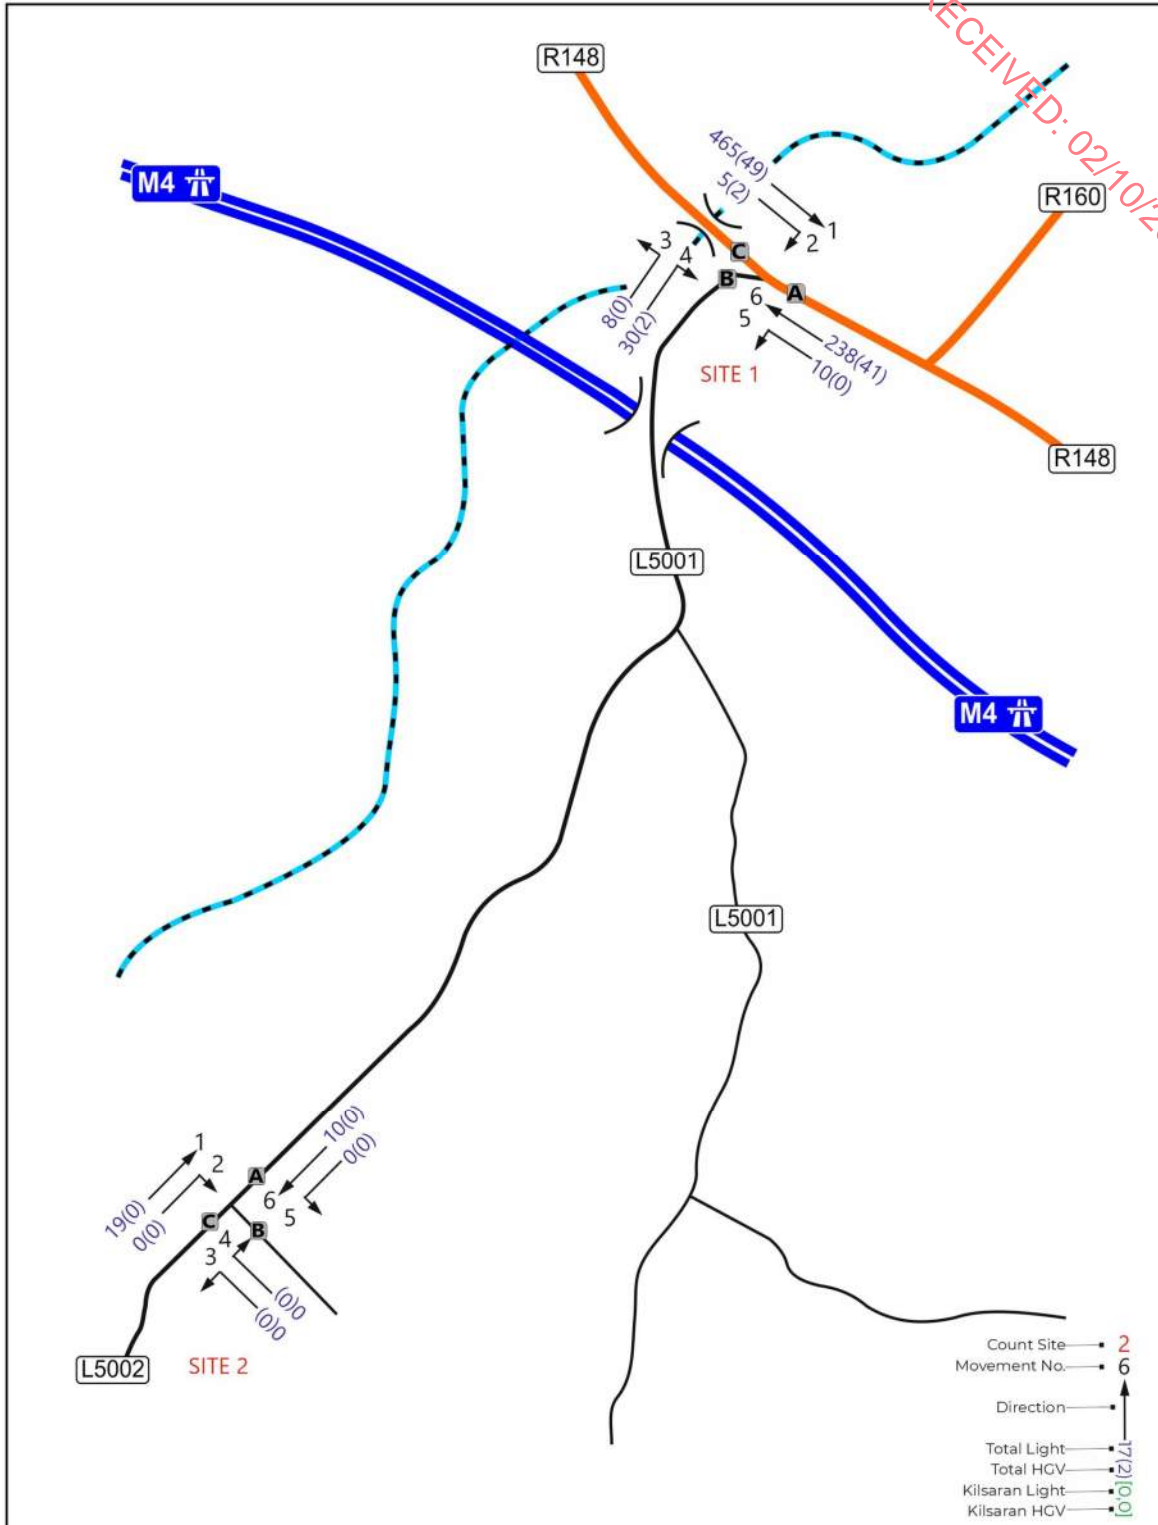 RECEIVED: 02/10/20
R148
M4
R160
465(49)
5(2)
1
2
3
4
C
B
6
A
5
8(0)
30(2)
238(41)
10(0)
SITE 1
R148
L5001
M4
L5001
10(0)
0(0)
1
2
A
6
5
19(0)
0(0)
C
4
B
3
(0)0
(0)0
L5002
SITE 2
Count Site 2
Movement No. 6
Direction
Total Light 17
Total HGV (2)
Kilsaran Light [0,
Kilsaran HGV 0]